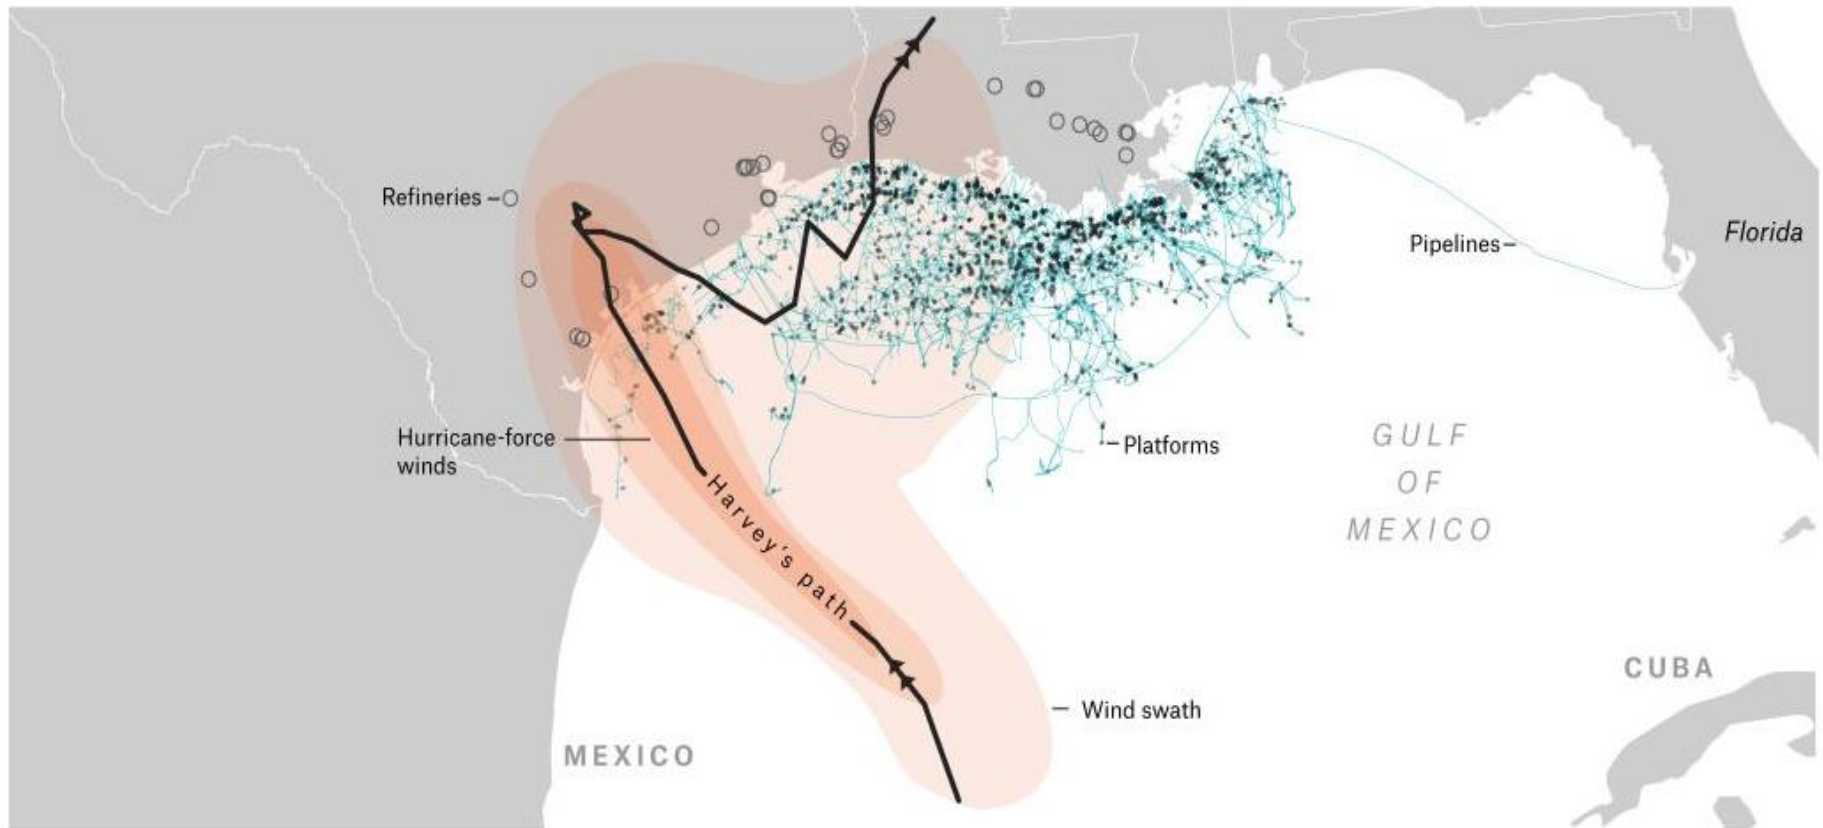 Refineries
Florida
Pipelines
Hurricane-force
winds
Platforms
GULF
OF
MEXICO
Harvey's path
CUBA
Wind swath
MEXICO